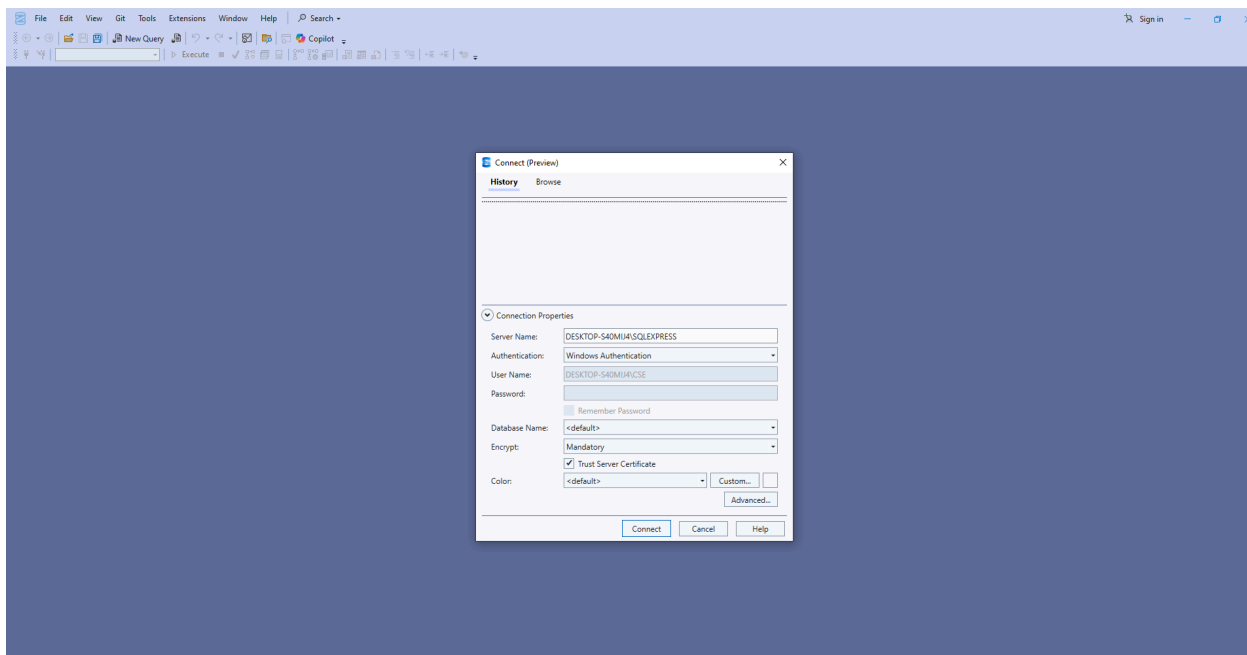 File Edit View Git Tools Extensions Window Help Search Sign in
New Query Copilot
Execute
Connect (Preview)
History Browse
Connection Properties
Server Name: DESKTOP-S40MIJ4\SQLEXPRESS
Authentication: Windows Authentication
User Name: DESKTOP-S40MIJ4\CSE
Password:
Remember Password
Database Name: <default>
Encrypt: Mandatory
Trust Server Certificate
Color: <default> Custom...
Advanced...
Connect Cancel Help